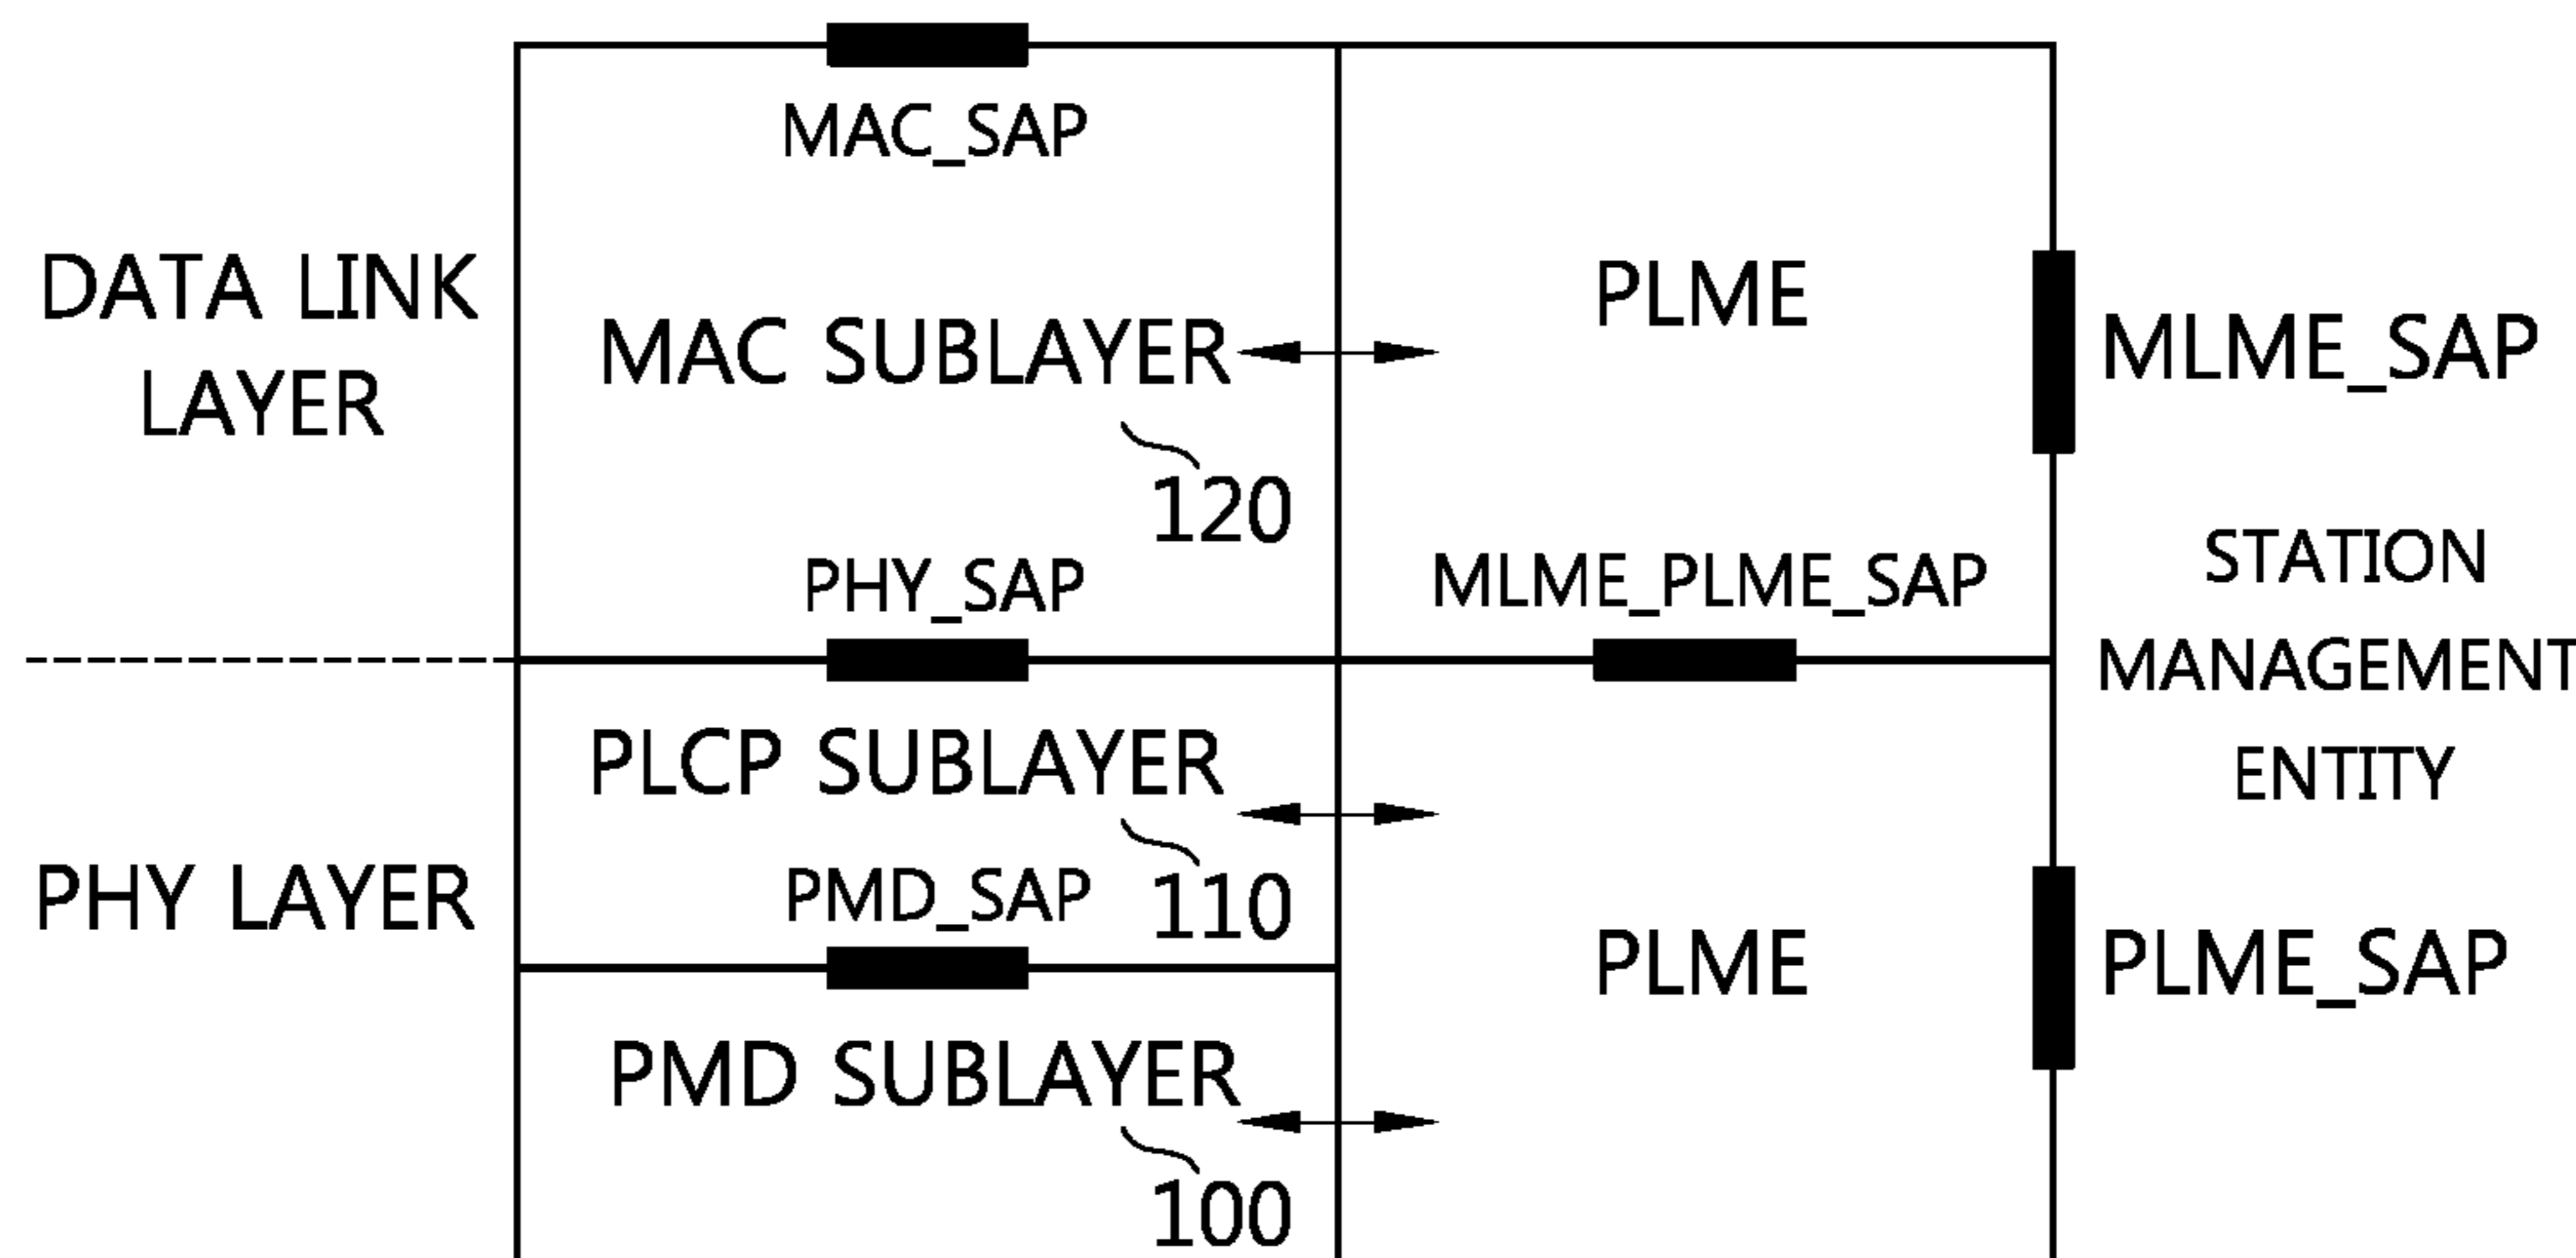 MAC_SAP
DATA LINK
LAYER
MAC SUBLAYER
120
PLME
MLME_SAP
PHY_SAP
MLME_PLME_SAP
STATION
MANAGEMENT
ENTITY
PHY LAYER
PLCP SUBLAYER
110
PMD_SAP
PLME
PLME_SAP
PMD SUBLAYER
100